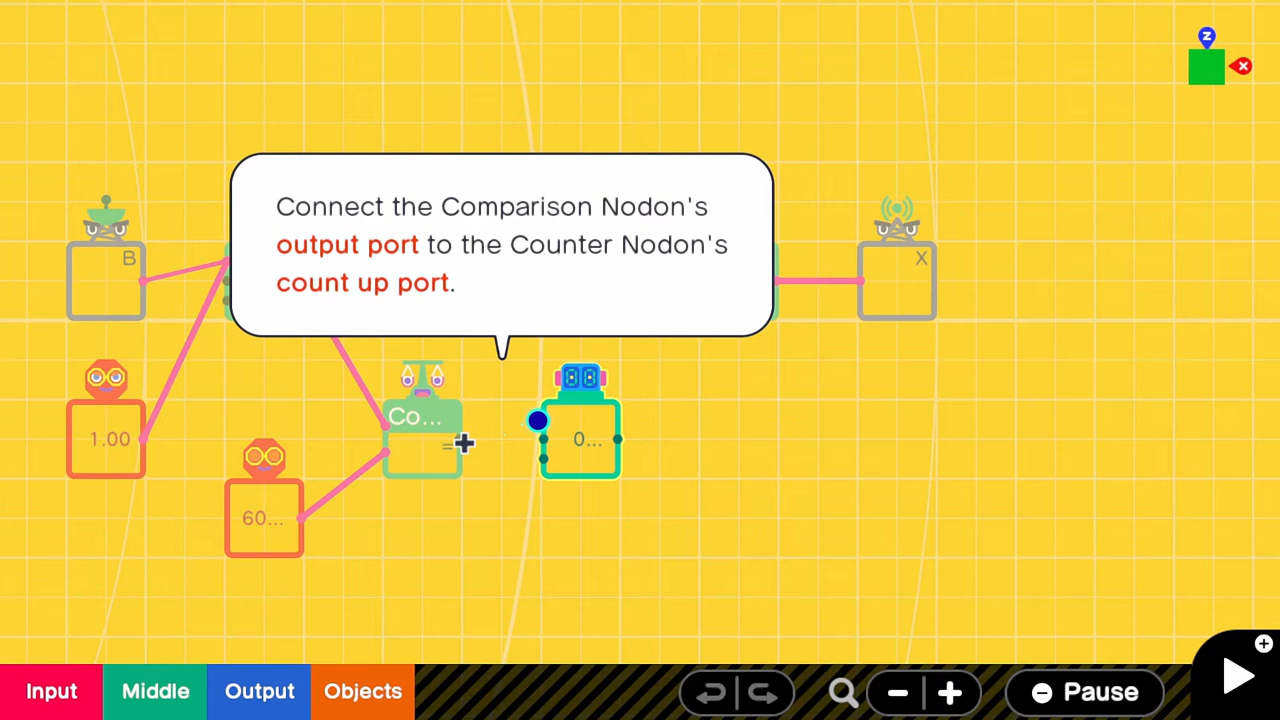 Z
X
Connect the Comparison Nodon's
output port to the Counter Nodon's
count up port.
B
X
Co...
=
0...
1.00
60...
Input
Middle
Output
Objects
Pause